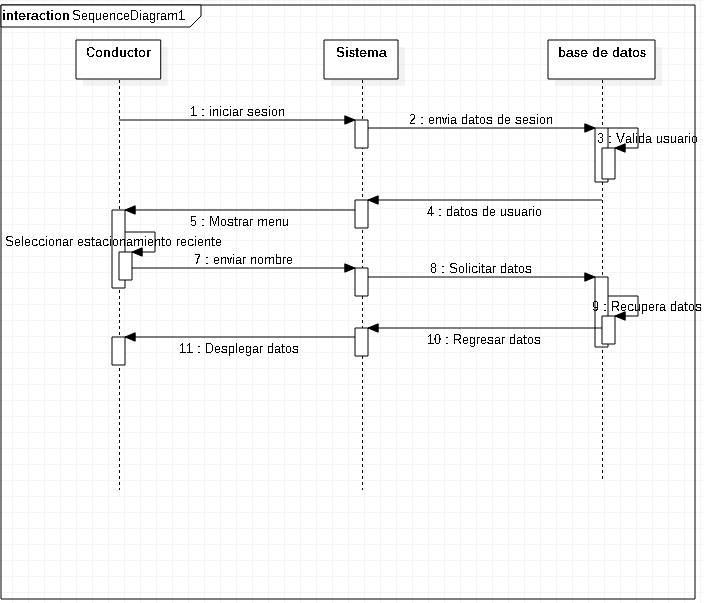 interaction SequenceDiagram1
Conductor
Sistema
base de datos
1 : iniciar sesion
2 : envia datos de sesion
3 : Valida usuario
4 : datos de usuario
5 : Mostrar menu
Seleccionar estacionamiento reciente
7 : enviar nombre
8 : Solicitar datos
9 : Recupera datos
10 : Regresar datos
11 : Desplegar datos